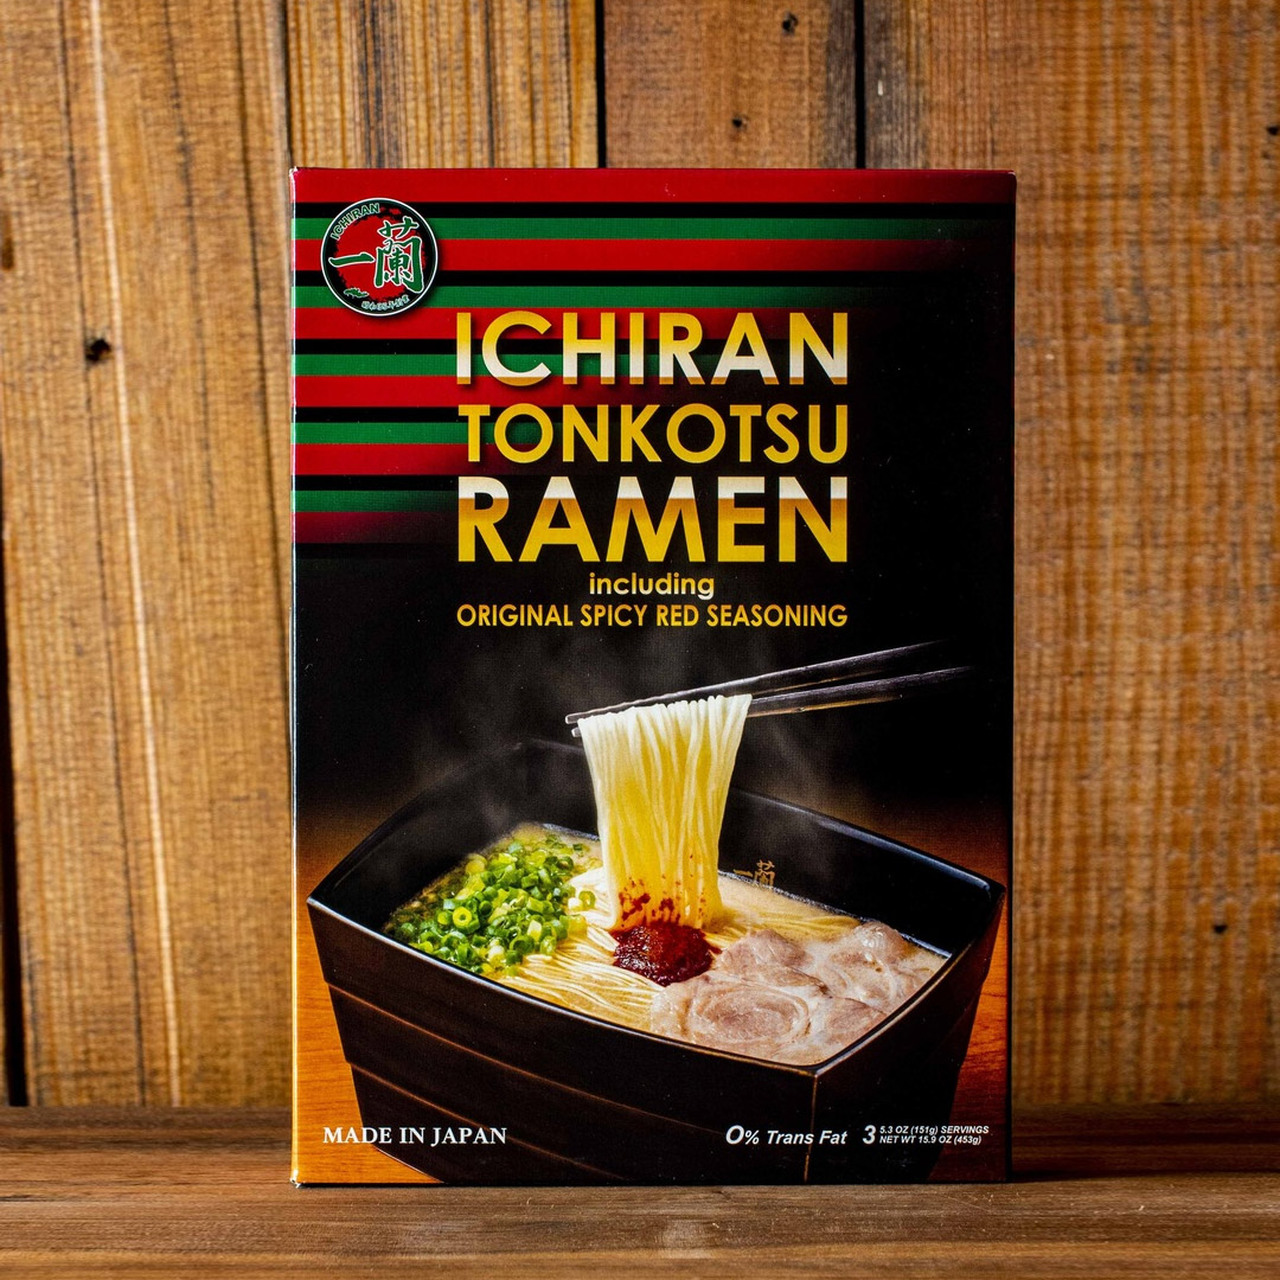 ICHIRAN
一蘭
ICHIRAN
TONKOTSU
RAMEN
including
ORIGINAL SPICY RED SEASONING
一蘭
MADE IN JAPAN
0% Trans Fat
3 5.3 OZ (151g) SERVINGS
NET WT 15.9 OZ (453g)